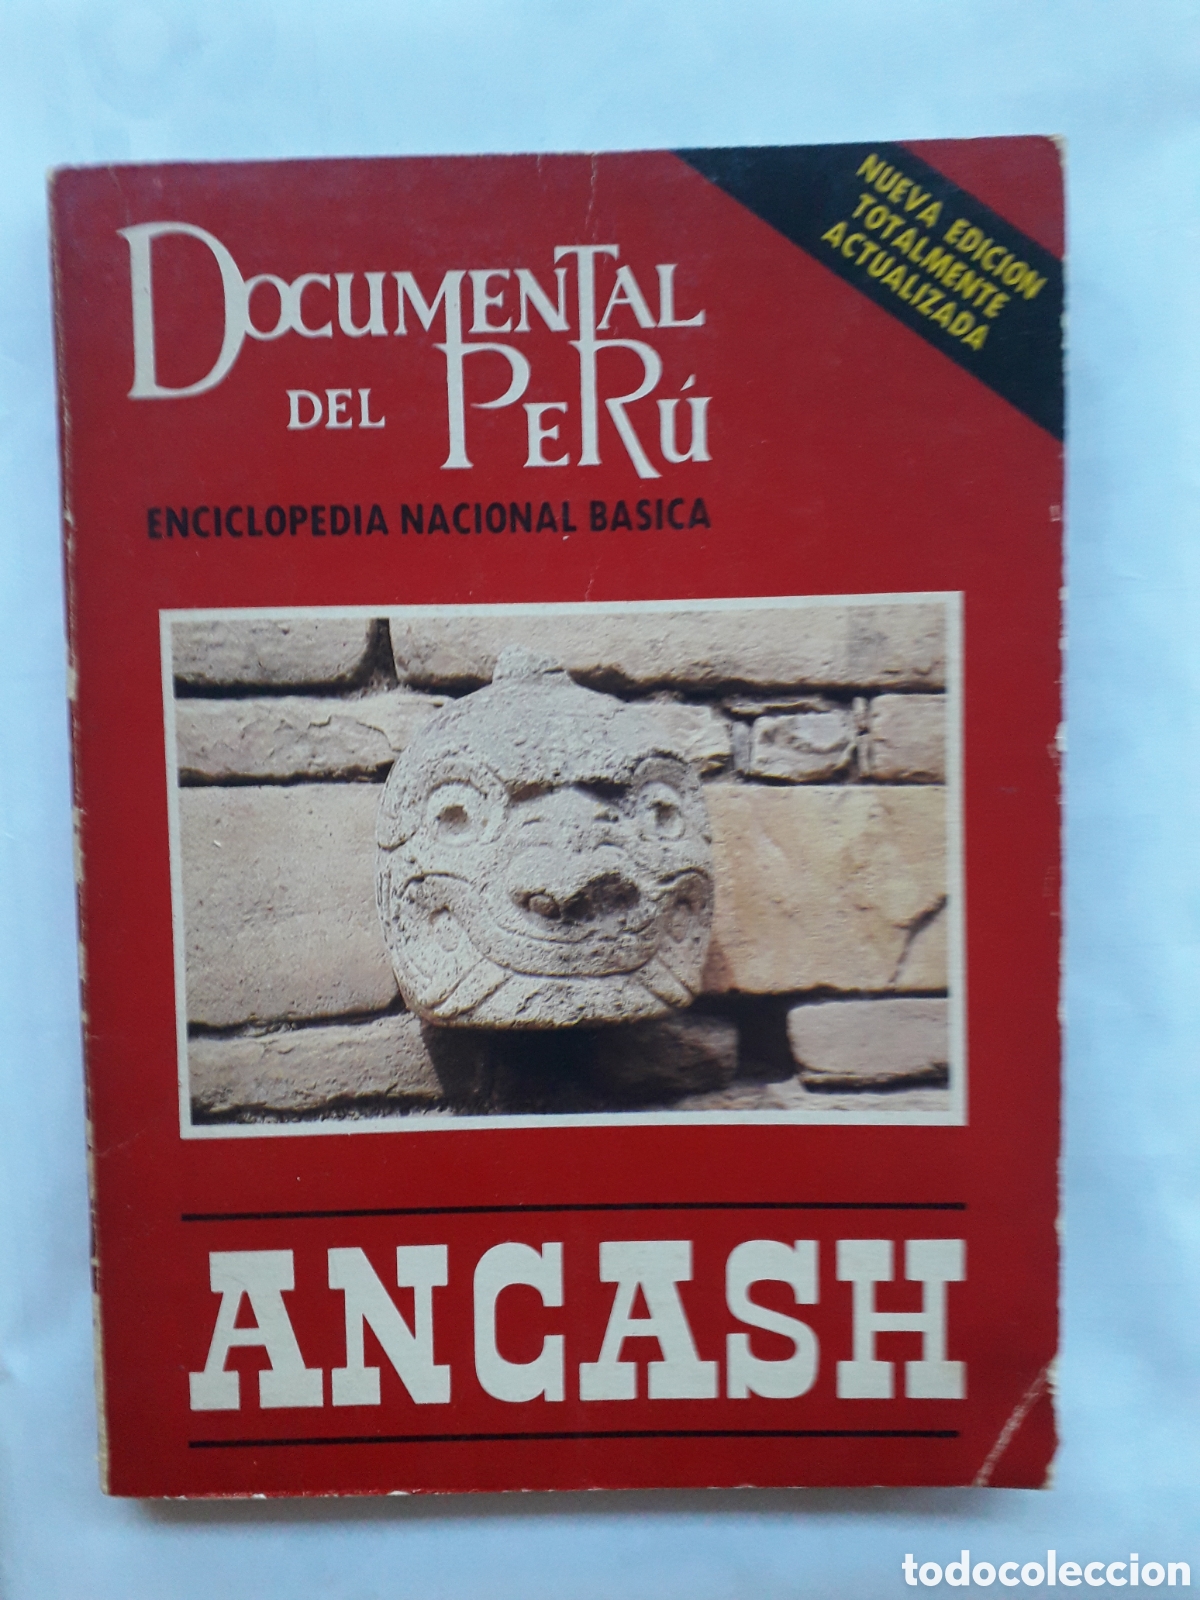 NUEVA EDICION
TOTALMENTE
ACTUALIZADA
DOCUMENTAL
DEL PERÚ
ENCICLOPEDIA NACIONAL BASICA
ANCASH
todocoleccion